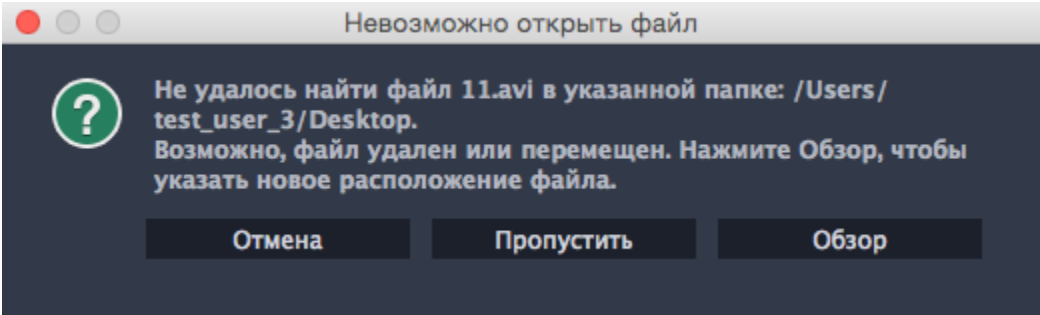 Невозможно открыть файл
Не удалось найти файл 11.avi в указанной папке: /Users/
test_user_3/Desktop.
Возможно, файл удален или перемещен. Нажмите Обзор, чтобы
указать новое расположение файла.
Отмена Пропустить Обзор